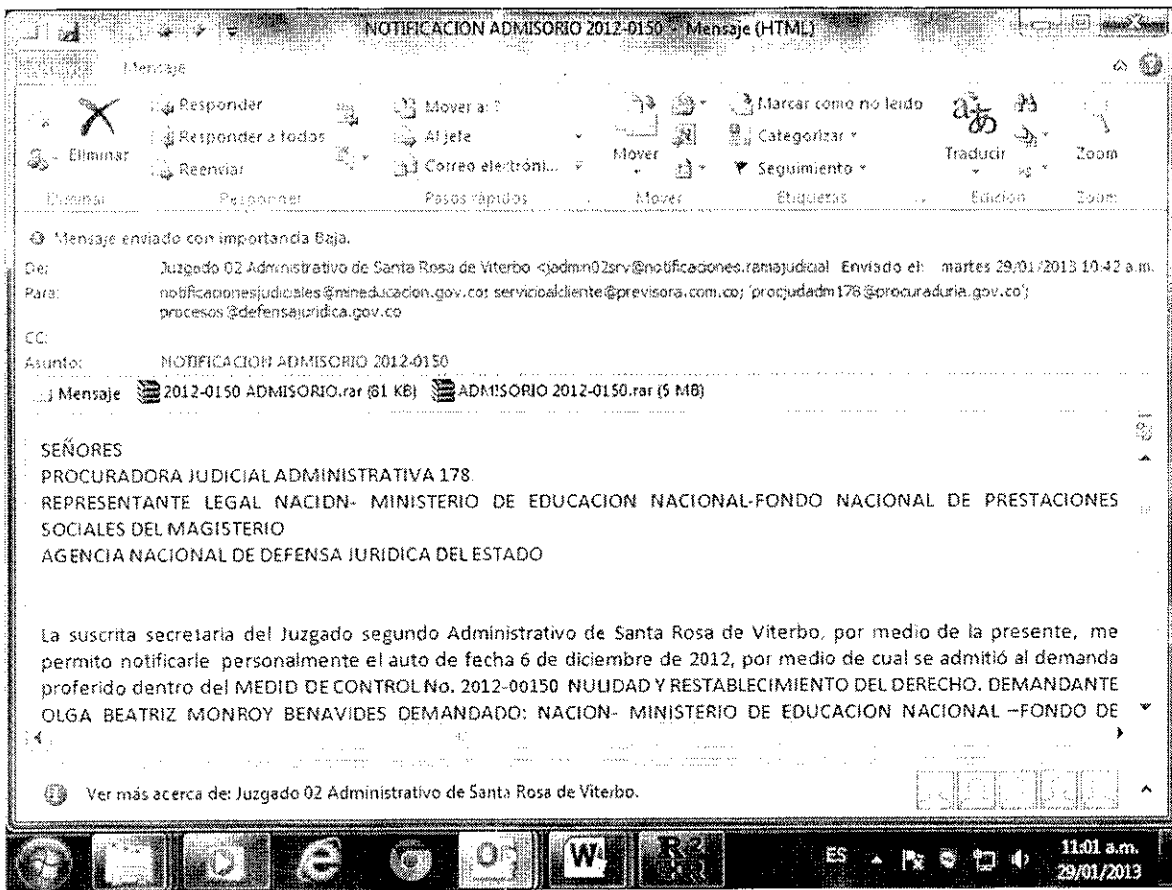 NOTIFICACION ADMISORIO 2012-0150 - Mensaje (HTML)
Mensaje
Eliminar
Responder
Responder a todos
Reenviar
Mover a: ?
Al jefe
Correo electróni...
Mover
Marcar como no leído
Categorizar
Seguimiento
Traducir
Zoom
Eliminar Responder Pasos rápidos Mover Etiquetas Edición Zoom
Mensaje enviado con importancia Baja.
De: Juzgado 02 Administrativo de Santa Rosa de Viterbo <jadmin02srv@notificaciones.ramajudicial Enviado el: martes 29/01/2013 10:42 a.m.
Para: notificacionesjudiciales@mineducacion.gov.co; servicioalcliente@previsora.com.co; 'procjudadm178@procuraduria.gov.co';
procesos@defensajuridica.gov.co
CC:
Asunto: NOTIFICACION ADMISORIO 2012-0150
Mensaje 2012-0150 ADMISORIO.rar (81 KB) ADMISORIO 2012-0150.rar (5 MB)
SEÑORES
PROCURADORA JUDICIAL ADMINISTRATIVA 178
REPRESENTANTE LEGAL NACION- MINISTERIO DE EDUCACION NACIONAL-FONDO NACIONAL DE PRESTACIONES
SOCIALES DEL MAGISTERIO
AGENCIA NACIONAL DE DEFENSA JURIDICA DEL ESTADO
La suscrita secretaria del Juzgado segundo Administrativo de Santa Rosa de Viterbo, por medio de la presente, me
permito notificarle personalmente el auto de fecha 6 de diciembre de 2012, por medio de cual se admitió al demanda
proferido dentro del MEDIO DE CONTROL No. 2012-00150 NULIDAD Y RESTABLECIMIENTO DEL DERECHO. DEMANDANTE
OLGA BEATRIZ MONROY BENAVIDES DEMANDADO: NACION- MINISTERIO DE EDUCACION NACIONAL –FONDO DE
Ver más acerca de: Juzgado 02 Administrativo de Santa Rosa de Viterbo.
ES 11:01 a.m.
29/01/2013